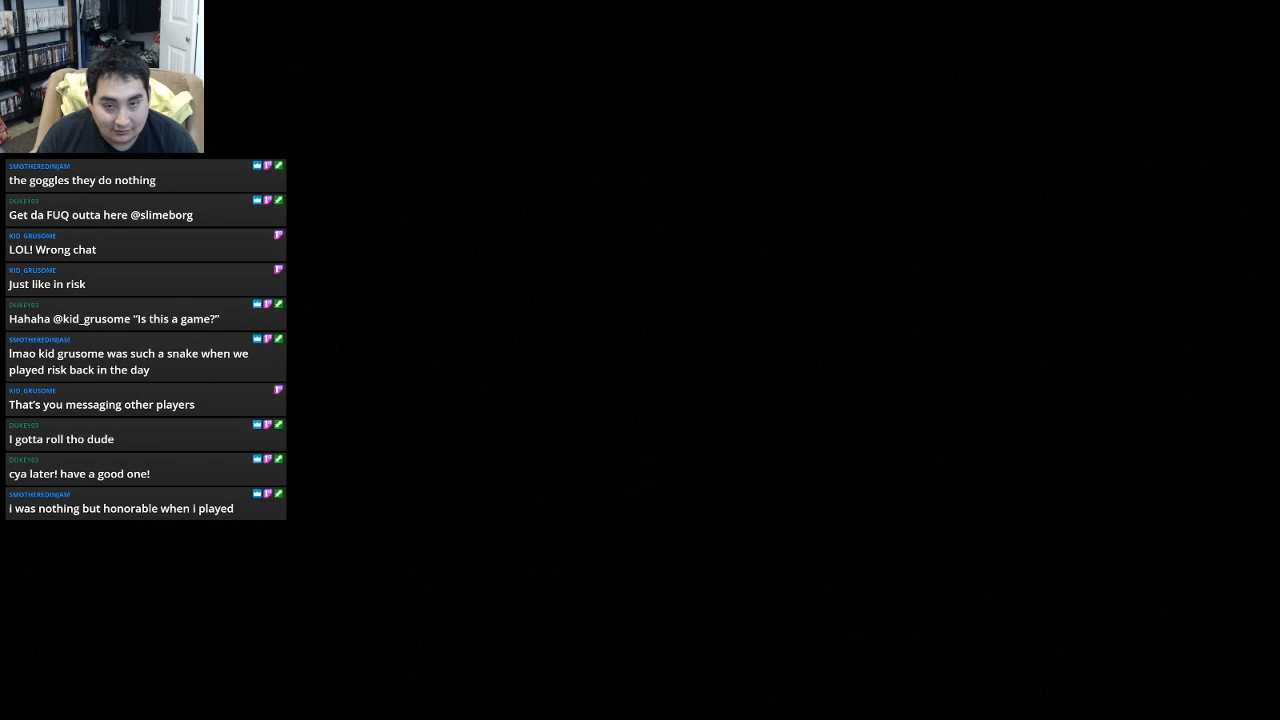 SMOTHEREDINJAM
the goggles they do nothing
DUKEY03
Get da FUQ outta here @slimeborg
KID_GRUSOME
LOL! Wrong chat
KID_GRUSOME
Just like in risk
DUKEY03
Hahaha @kid_grusome “Is this a game?”
SMOTHEREDINJAM
lmao kid grusome was such a snake when we
played risk back in the day
KID_GRUSOME
That’s you messaging other players
DUKEY03
I gotta roll tho dude
DUKEY03
cya later! have a good one!
SMOTHEREDINJAM
i was nothing but honorable when i played